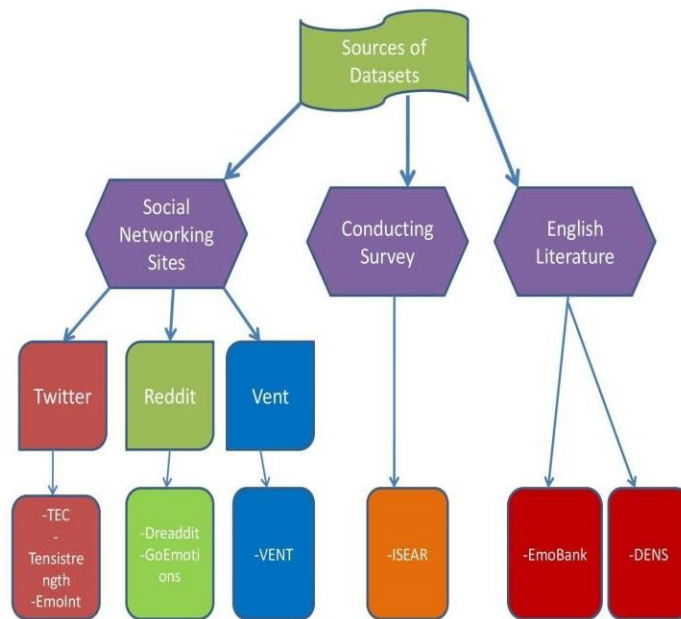 Sources of
Datasets
Social
Networking
Sites
Conducting
Survey
English
Literature
Twitter
Reddit
Vent
-TEC
-
Tensistre
ngth
-EmoInt
-Dreaddit
-GoEmoti
ons
-VENT
-ISEAR
-EmoBank
-DENS